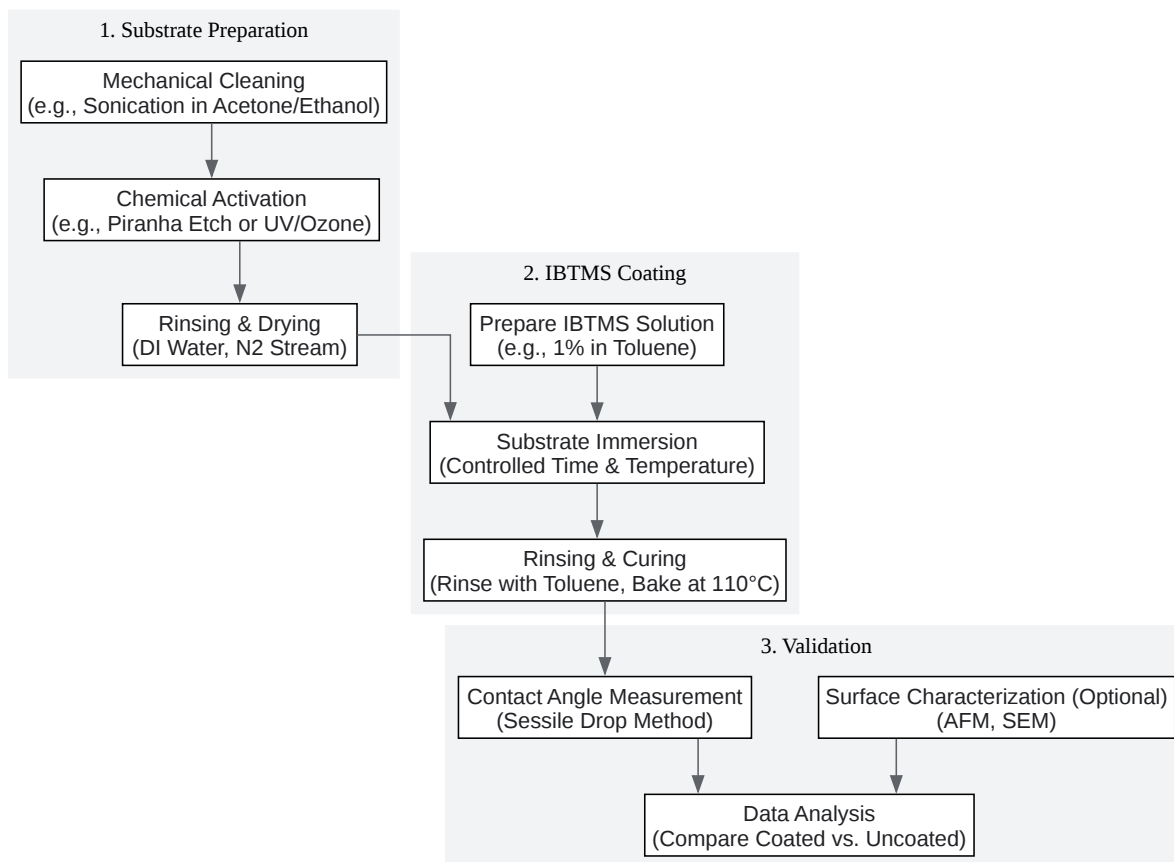 1. Substrate Preparation
Mechanical Cleaning
(e.g., Sonication in Acetone/Ethanol)
Chemical Activation
(e.g., Piranha Etch or UV/Ozone)
Rinsing & Drying
(DI Water, N2 Stream)
2. IBTMS Coating
Prepare IBTMS Solution
(e.g., 1% in Toluene)
Substrate Immersion
(Controlled Time & Temperature)
Rinsing & Curing
(Rinse with Toluene, Bake at 110°C)
3. Validation
Contact Angle Measurement
(Sessile Drop Method)
Surface Characterization (Optional)
(AFM, SEM)
Data Analysis
(Compare Coated vs. Uncoated)